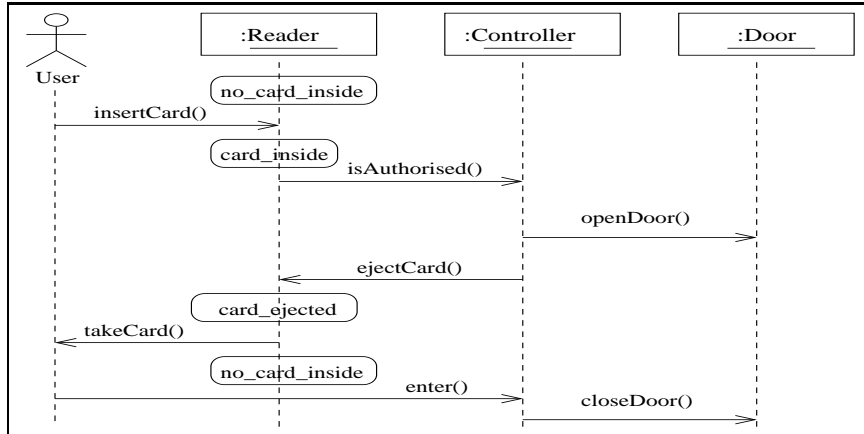 :Reader
:Controller
:Door
User
no_card_inside
insertCard()
card_inside
isAuthorised()
openDoor()
ejectCard()
card_ejected
takeCard()
no_card_inside
enter()
closeDoor()